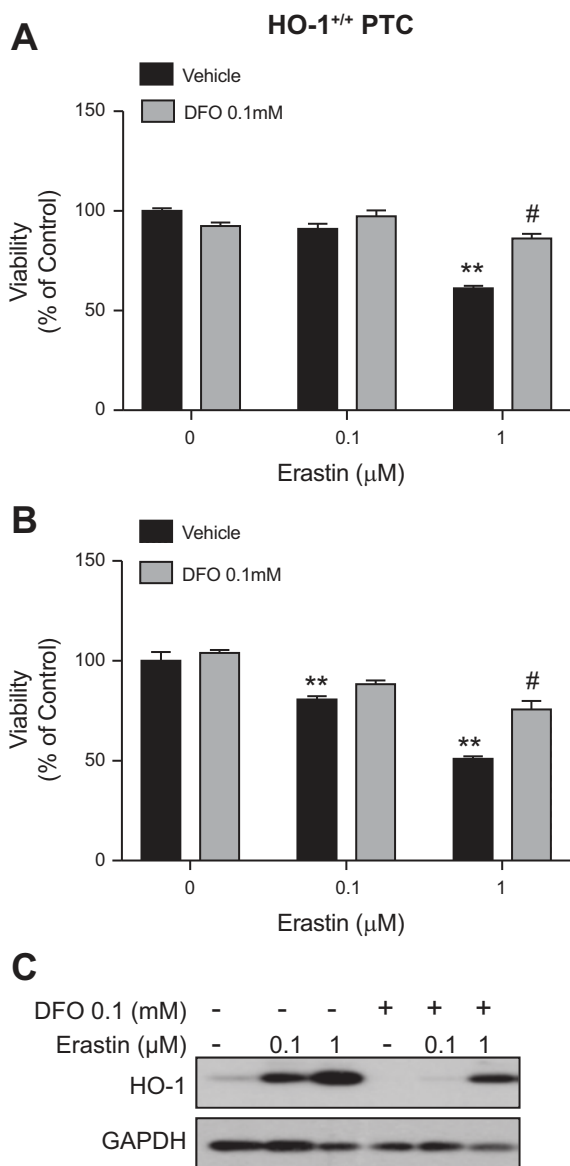 HO-1+/+ PTC
A
Vehicle
DFO 0.1mM
150
100
50
0
Viability
(% of Control)
**
#
0 0.1 1
Erastin (μM)
B
Vehicle
DFO 0.1mM
150
100
50
0
Viability
(% of Control)
**
**
#
0 0.1 1
Erastin (μM)
C
DFO 0.1 (mM) - - - + + +
Erastin (μM) - 0.1 1 - 0.1 1
HO-1
GAPDH